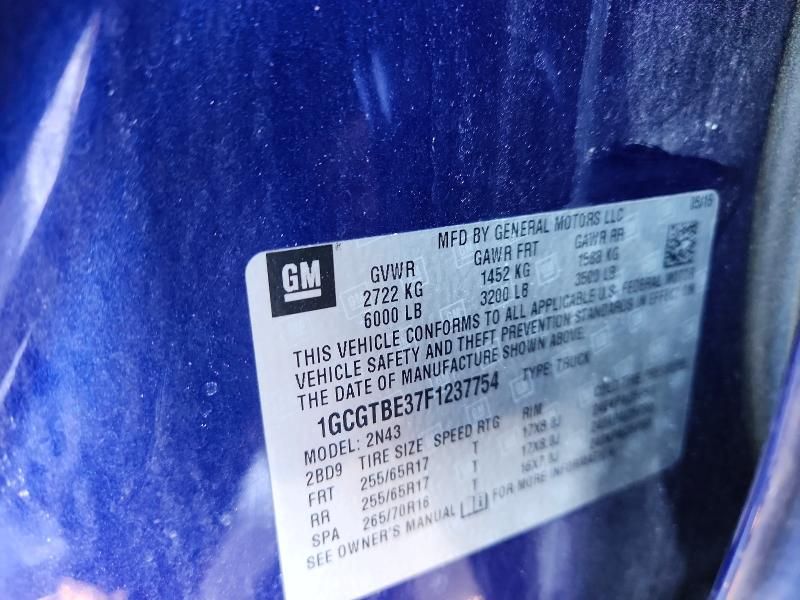 GM
MFD BY GENERAL MOTORS LLC
05/15
GVWR GAWR FRT GAWR RR
2722 KG 1452 KG 1588 KG
6000 LB 3200 LB 3500 LB
THIS VEHICLE CONFORMS TO ALL APPLICABLE U.S. FEDERAL MOTOR
VEHICLE SAFETY AND THEFT PREVENTION STANDARDS IN EFFECT ON
THE DATE OF MANUFACTURE SHOWN ABOVE.
1GCGTBE37F1237754 TYPE: TRUCK
MODEL: 2N43
2BD9 TIRE SIZE SPEED RTG RIM
FRT 255/65R17 T 17X8.0J
RR 255/65R17 T 17X8.0J
SPA 265/70R16 T 16X7.0J
SEE OWNER'S MANUAL FOR MORE INFORMATION